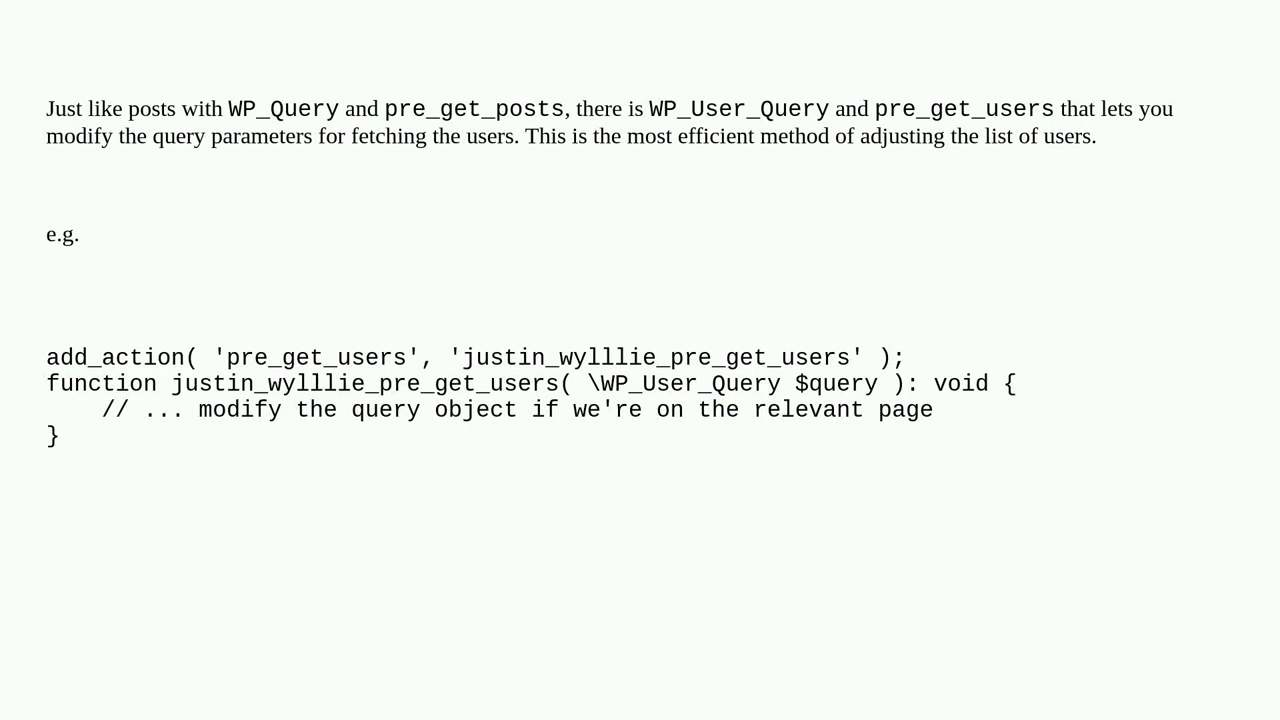 Just like posts with WP_Query and pre_get_posts, there is WP_User_Query and pre_get_users that lets you
modify the query parameters for fetching the users. This is the most efficient method of adjusting the list of users.
e.g.
add_action( 'pre_get_users', 'justin_wylllie_pre_get_users' );
function justin_wylllie_pre_get_users( \WP_User_Query $query ): void {
    // ... modify the query object if we're on the relevant page
}